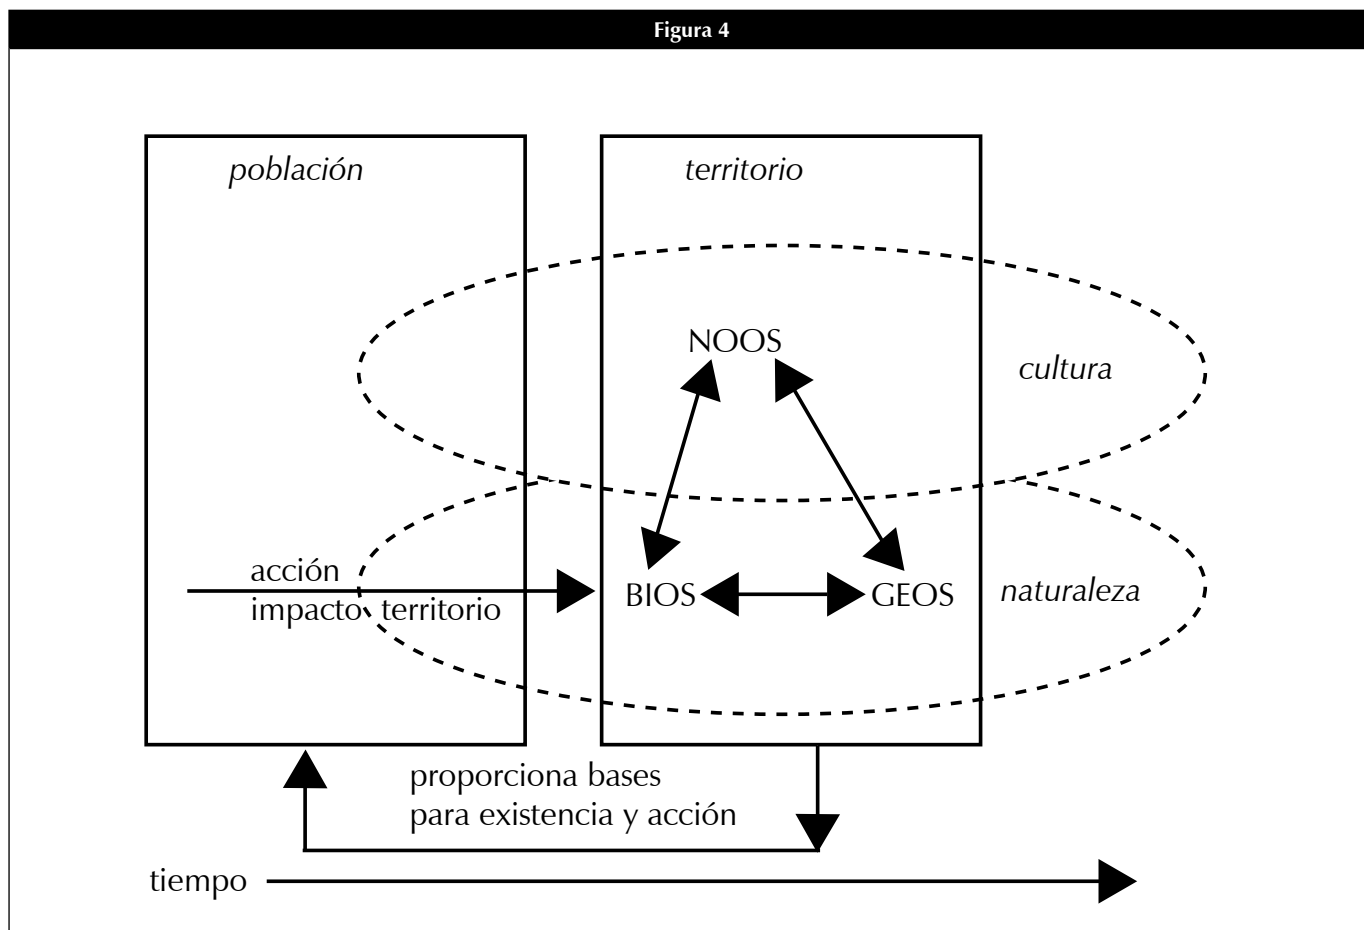 Figura 4
población
territorio
NOOS
cultura
acción
impacto territorio
BIOS
GEOS
naturaleza
proporciona bases
para existencia y acción
tiempo